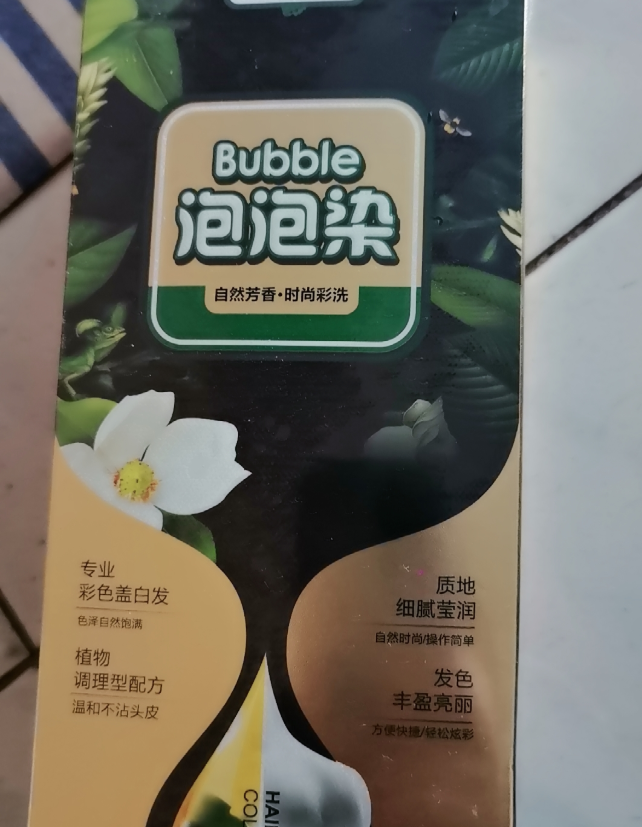 Bubble
泡泡染
自然芳香·时尚彩洗
专业
彩色盖白发
色泽自然饱满
植物
调理型配方
温和不沾头皮
质地
细腻莹润
自然时尚/操作简单
发色
丰盈亮丽
方便快捷/轻松炫彩